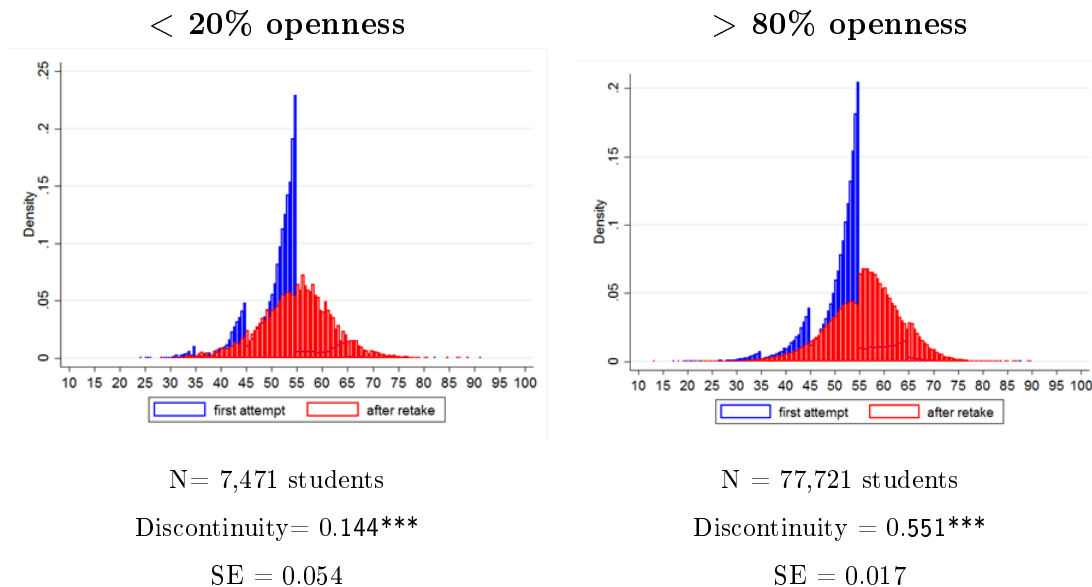 < 20% openness
> 80% openness
.25
.2
.15
.1
.05
0
Density
10 15 20 25 30 35 40 45 50 55 60 65 70 75 80 85 90 95 100
first attempt after retake
.2
.15
.1
.05
0
Density
10 15 20 25 30 35 40 45 50 55 60 65 70 75 80 85 90 95 100
first attempt after retake
N= 7,471 students
Discontinuity= 0.144***
SE = 0.054
N = 77,721 students
Discontinuity = 0.551***
SE = 0.017